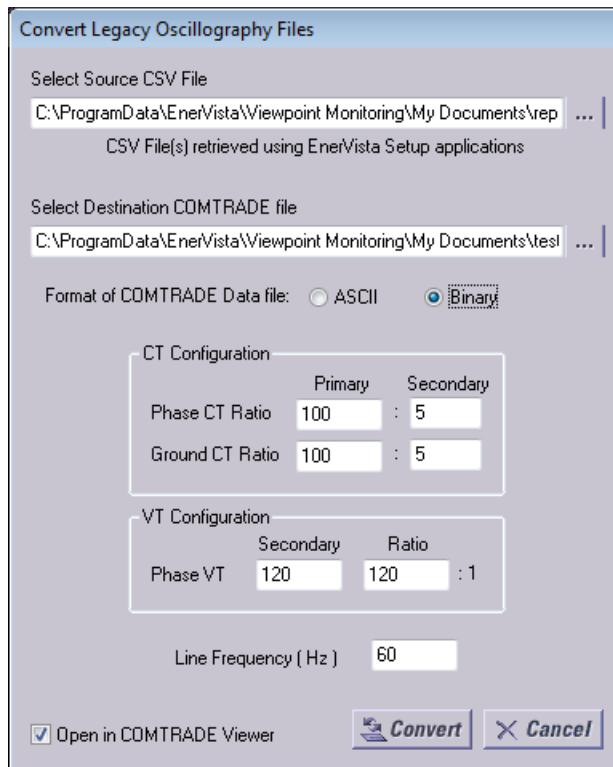 Convert Legacy Oscillography Files
Select Source CSV File
C:\ProgramData\EnerVista\Viewpoint Monitoring\My Documents\rep ...
CSV File(s) retrieved using EnerVista Setup applications
Select Destination COMTRADE file
C:\ProgramData\EnerVista\Viewpoint Monitoring\My Documents\test ...
Format of COMTRADE Data file: ASCII Binary
CT Configuration
Primary Secondary
Phase CT Ratio 100 : 5
Ground CT Ratio 100 : 5
VT Configuration
Secondary Ratio
Phase VT 120 120 : 1
Line Frequency ( Hz ) 60
Open in COMTRADE Viewer Convert Cancel